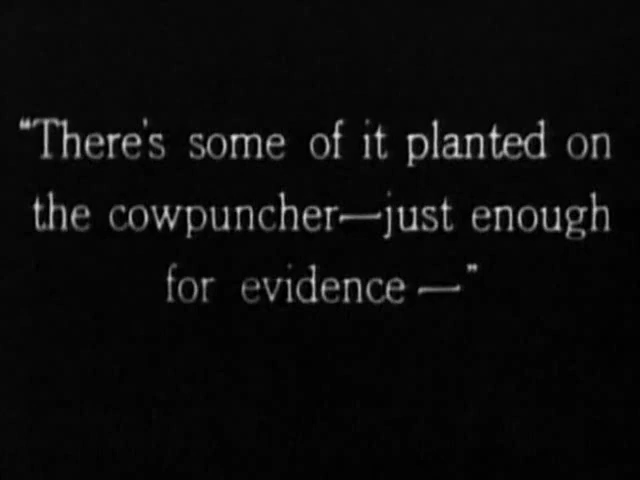 “There's some of it planted on
the cowpuncher—just enough
for evidence—”